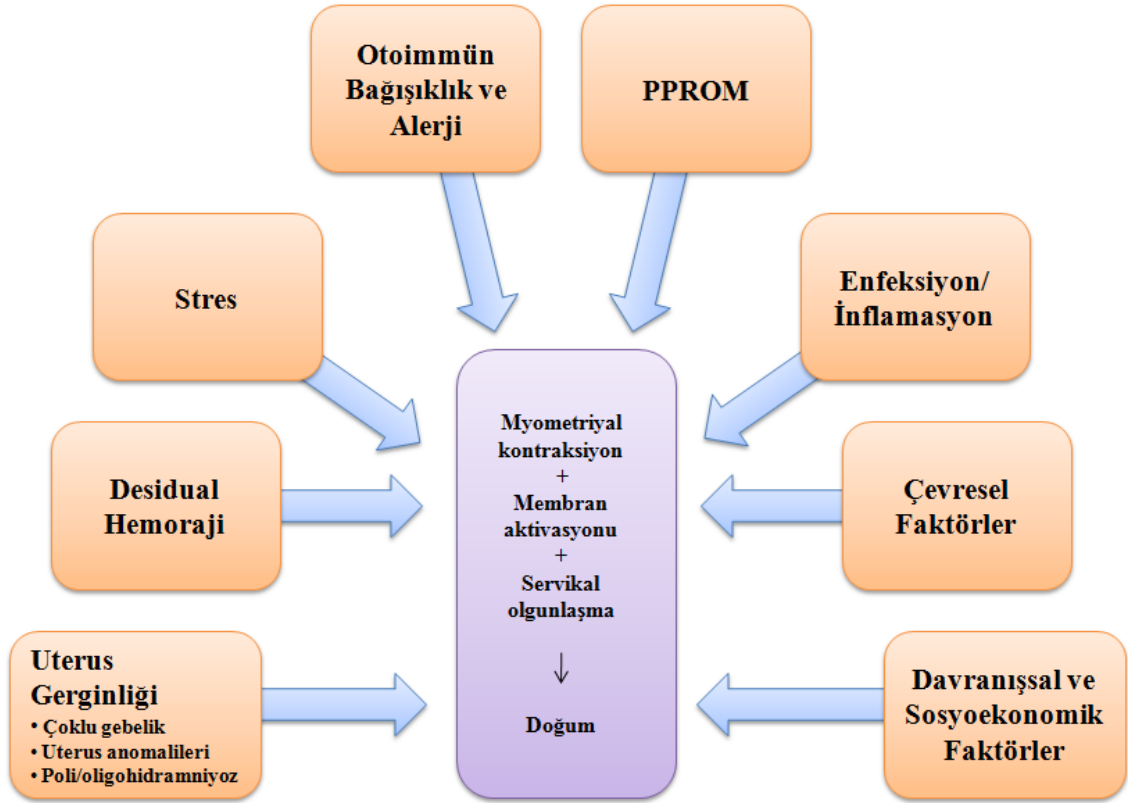 Otoimmün
Bağışıklık ve
Alerji
PPROM
Stres
Enfeksiyon/
İnflamasyon
Desidual
Hemoraji
Myometriyal
kontraksiyon
+
Membran
aktivasyonu
+
Servikal
olgunlaşma
↓
Doğum
Çevresel
Faktörler
Uterus
Gerginliği
• Çoklu gebelik
• Uterus anomalileri
• Poli/oligohidramniyoz
Davranışsal ve
Sosyoekonomik
Faktörler